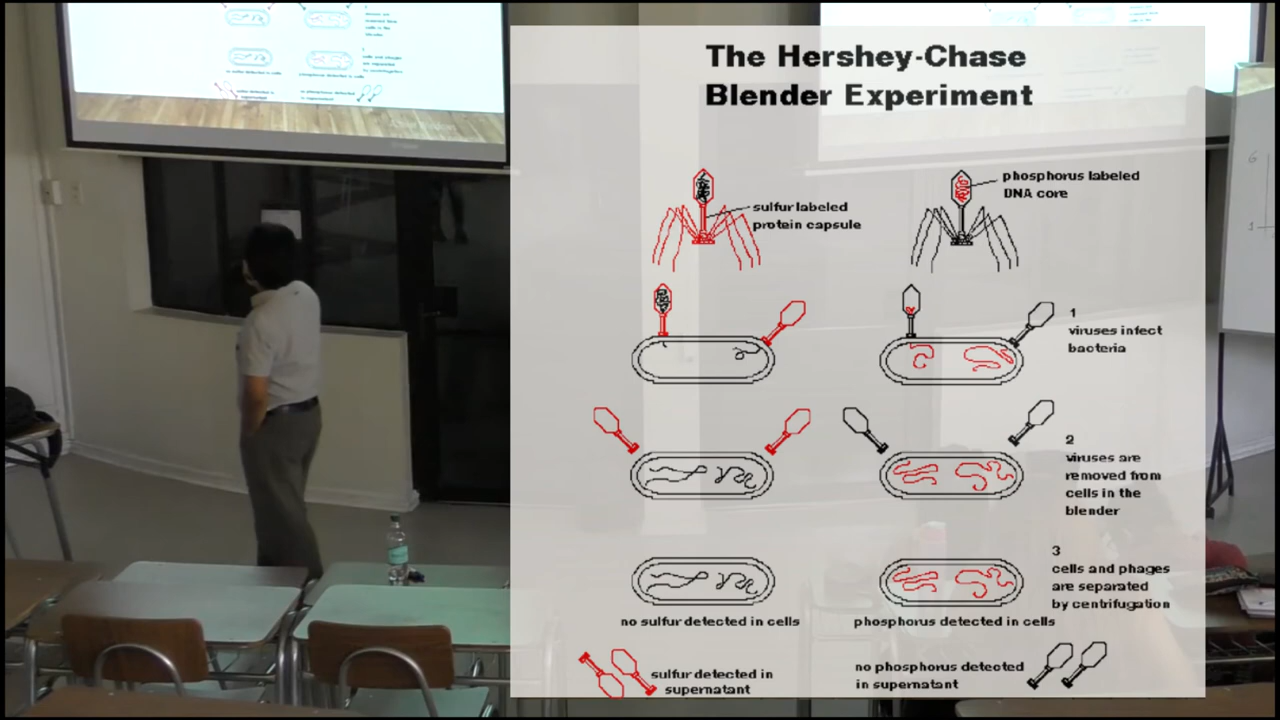 The Hershey-Chase
Blender Experiment
sulfur labeled
protein capsule
phosphorus labeled
DNA core
1
viruses infect
bacteria
2
viruses are
removed from
cells in the
blender
3
cells and phages
are separated
by centrifugation
no sulfur detected in cells
phosphorus detected in cells
sulfur detected in
supernatant
no phosphorus detected
in supernatant